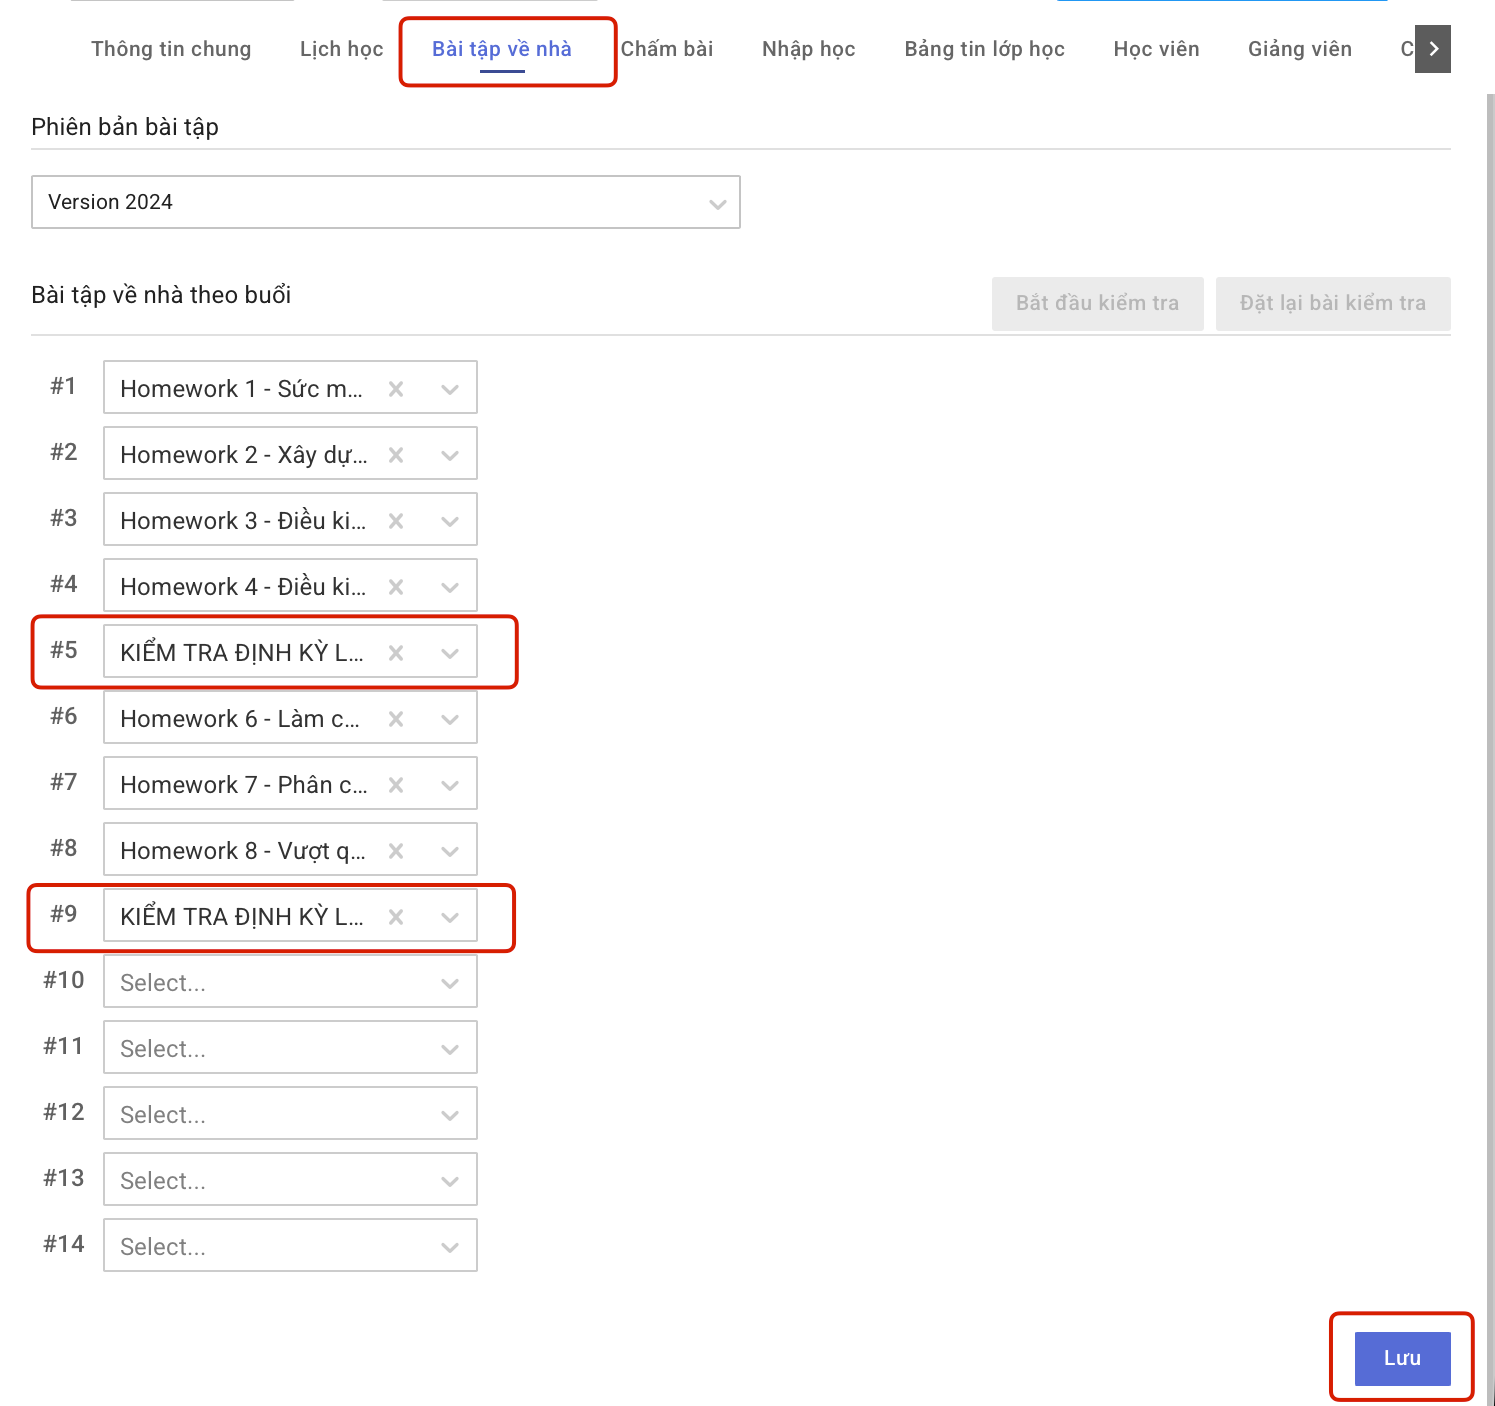 Thông tin chung Lịch học Bài tập về nhà Chấm bài Nhập học Bảng tin lớp học Học viên Giảng viên C
Phiên bản bài tập
Version 2024
Bài tập về nhà theo buổi Bắt đầu kiểm tra Đặt lại bài kiểm tra
#1 Homework 1 - Sức m...
#2 Homework 2 - Xây dự...
#3 Homework 3 - Điều ki...
#4 Homework 4 - Điều ki...
#5 KIỂM TRA ĐỊNH KỲ L...
#6 Homework 6 - Làm c...
#7 Homework 7 - Phân c...
#8 Homework 8 - Vượt q...
#9 KIỂM TRA ĐỊNH KỲ L...
#10 Select...
#11 Select...
#12 Select...
#13 Select...
#14 Select...
Lưu